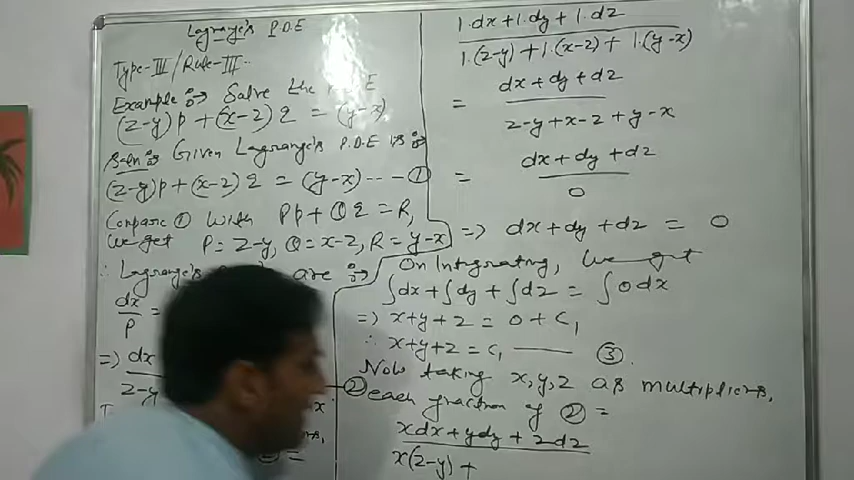 Lagrange's P.D.E
Type-III/Rule-III-
Example :-> Solve the P.D.E
(z-y)p + (x-z)q = (y-x)
Soln :-> Given Lagrange's P.D.E is :->
(z-y)p + (x-z)q = (y-x) --- ①
Compare ① with Pp + Qq = R,
We get P = z-y, Q = x-z, R = y-x
∴ Lagrange's are :->
dx/P =
=> dx/z-y
②
x
1.dx + 1.dy + 1.dz
1.(z-y) + 1.(x-z) + 1.(y-x)
= dx + dy + dz
z-y + x-z + y-x
= dx + dy + dz
0
=> dx + dy + dz = 0
On Integrating, We get
∫dx + ∫dy + ∫dz = ∫0dx
=> x+y+z = 0 + C₁
∴ x+y+z = C₁ —— ③.
Now taking x, y, z as multipliers,
each fraction of ② =
xdx + ydy + zdz
x(z-y) +